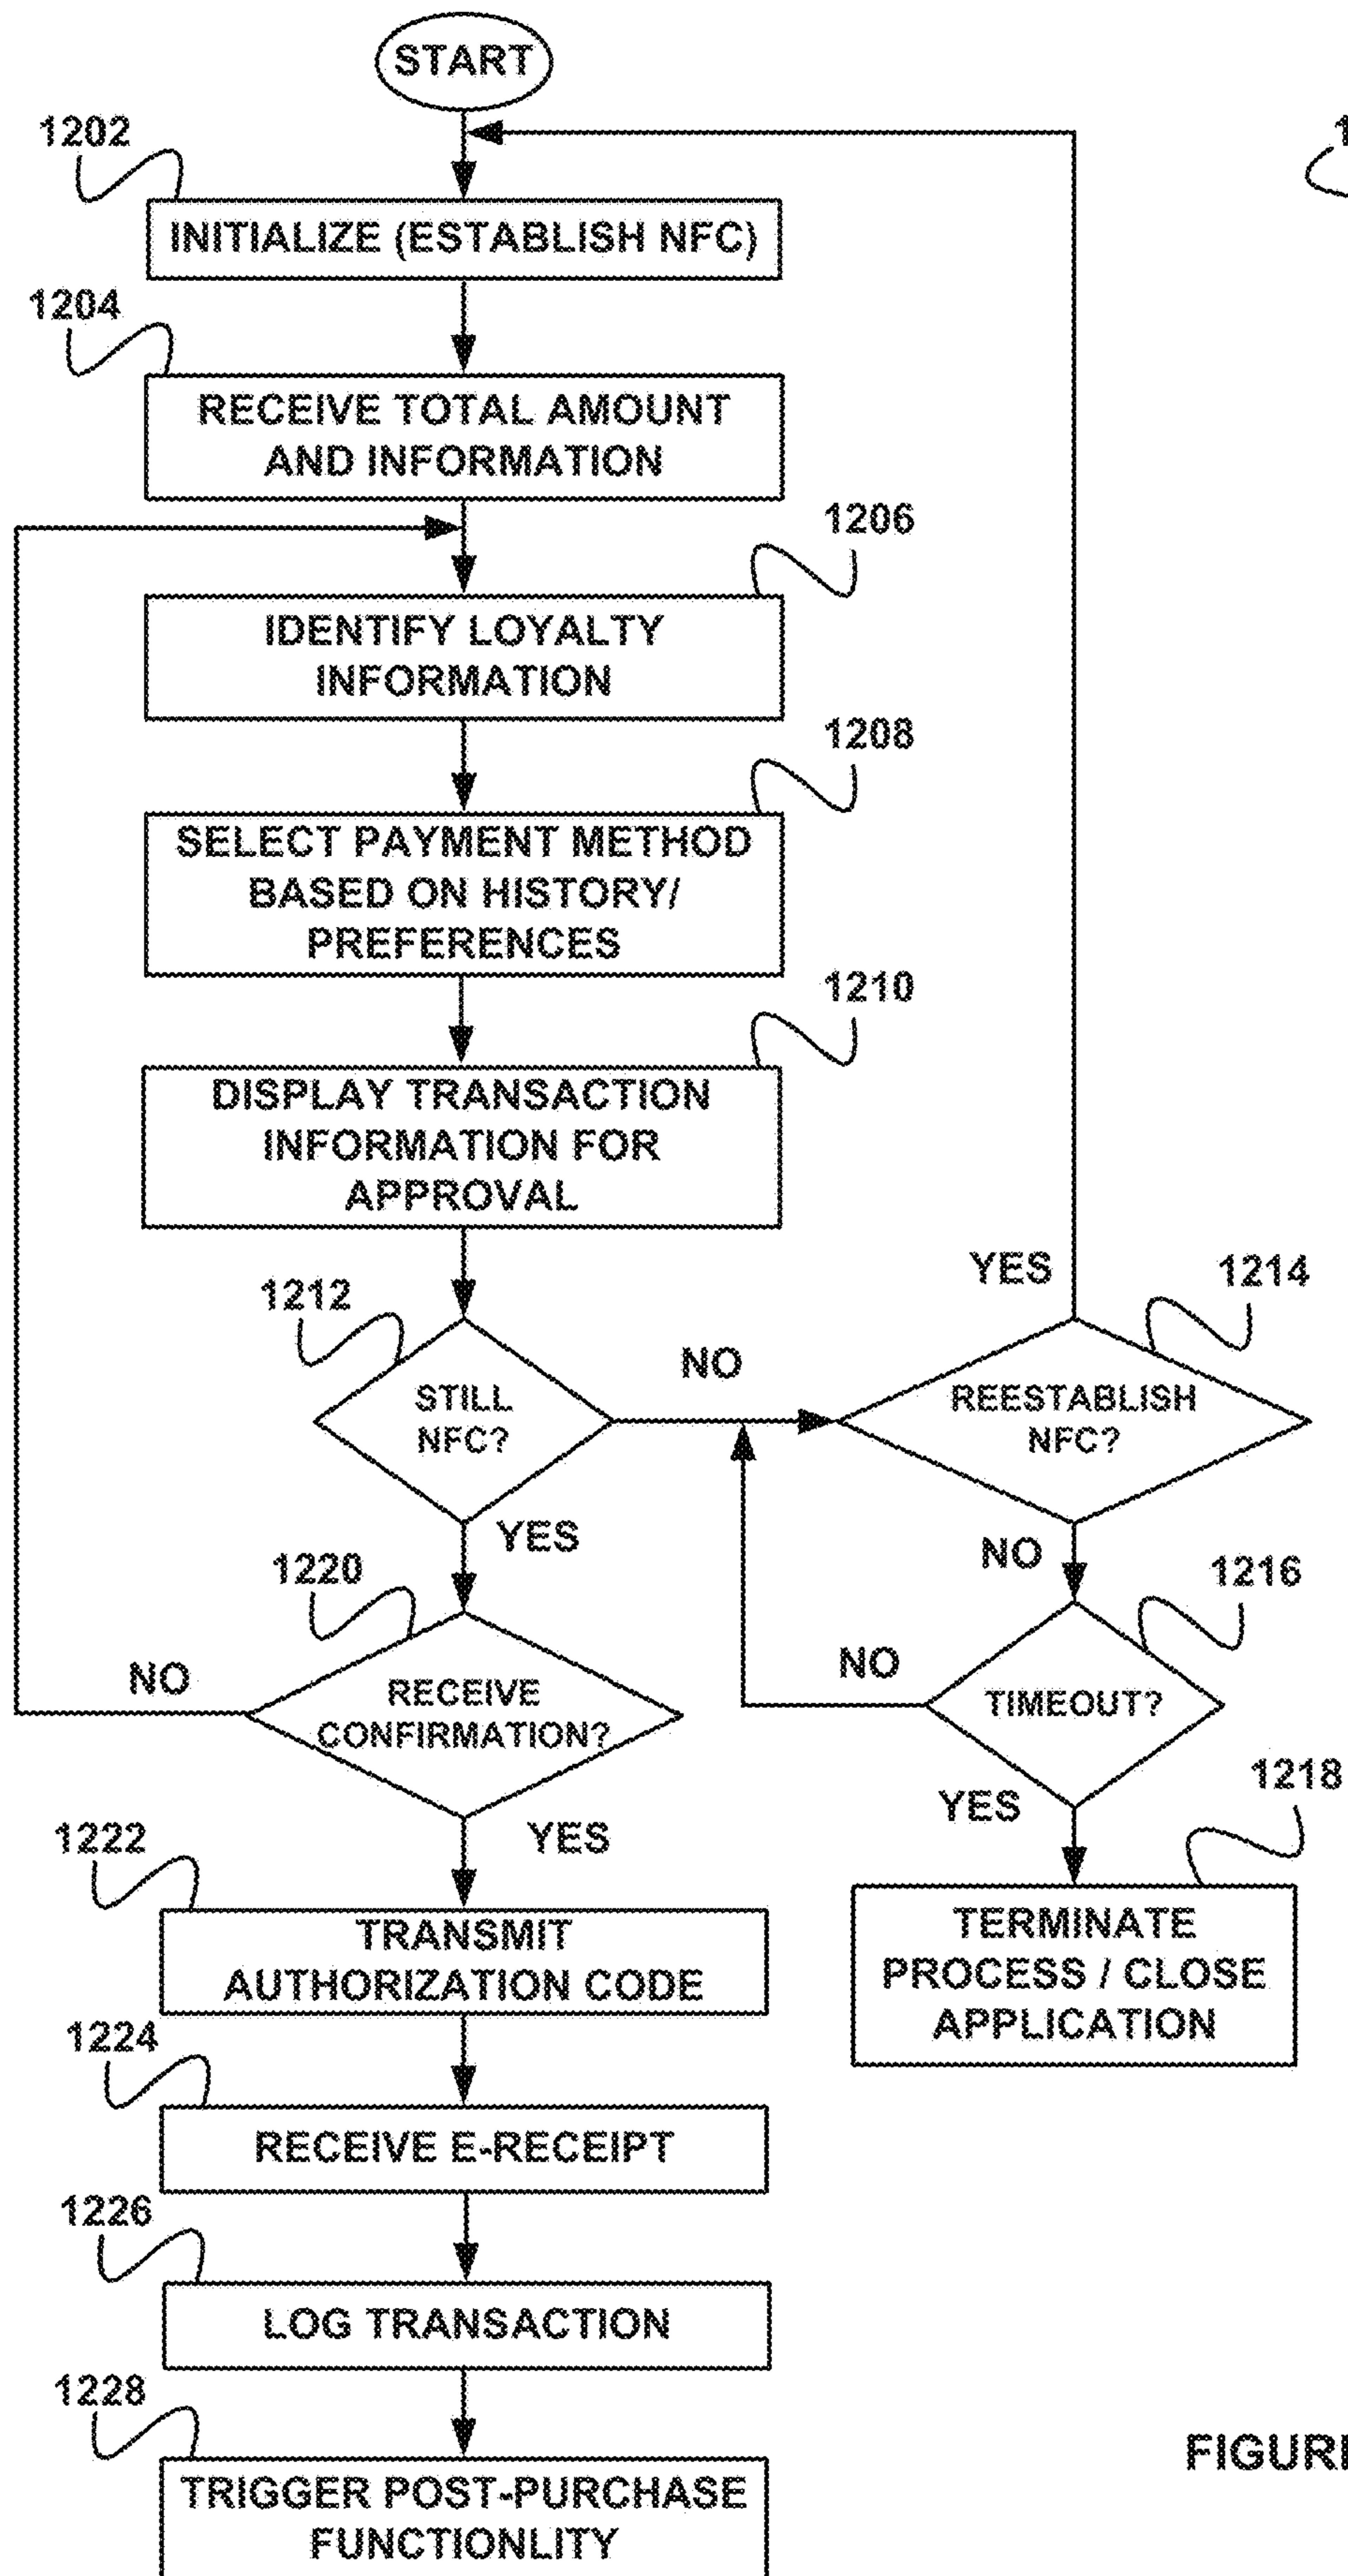 START
1202
INITIALIZE (ESTABLISH NFC)
1204
RECEIVE TOTAL AMOUNT
AND INFORMATION
1206
IDENTIFY LOYALTY
INFORMATION
1208
SELECT PAYMENT METHOD
BASED ON HISTORY/
PREFERENCES
1210
DISPLAY TRANSACTION
INFORMATION FOR
APPROVAL
1212
STILL
NFC?
NO
YES
1214
REESTABLISH
NFC?
YES
NO
1216
TIMEOUT?
NO
YES
1218
TERMINATE
PROCESS / CLOSE
APPLICATION
1220
RECEIVE
CONFIRMATION?
NO
YES
1222
TRANSMIT
AUTHORIZATION CODE
1224
RECEIVE E-RECEIPT
1226
LOG TRANSACTION
1228
TRIGGER POST-PURCHASE
FUNCTIONLITY